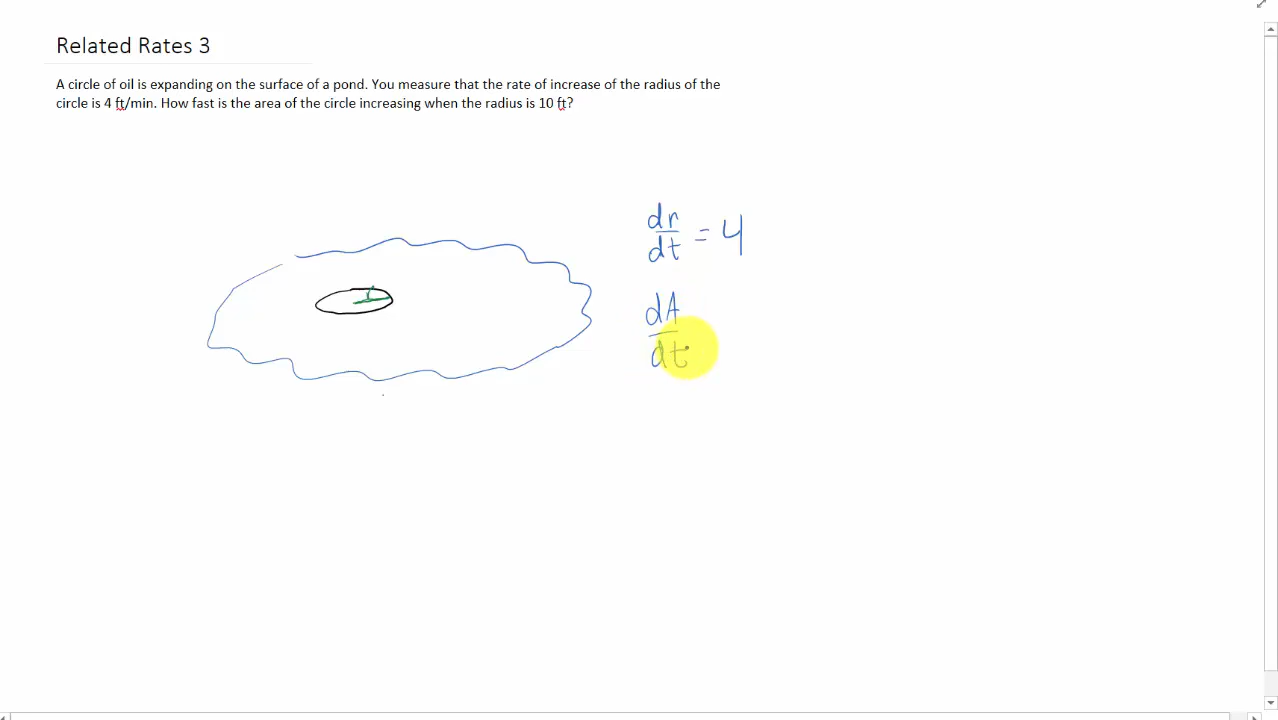 Related Rates 3
A circle of oil is expanding on the surface of a pond. You measure that the rate of increase of the radius of the
circle is 4 ft/min. How fast is the area of the circle increasing when the radius is 10 ft?
dr
dt = 4
r
dA
dt